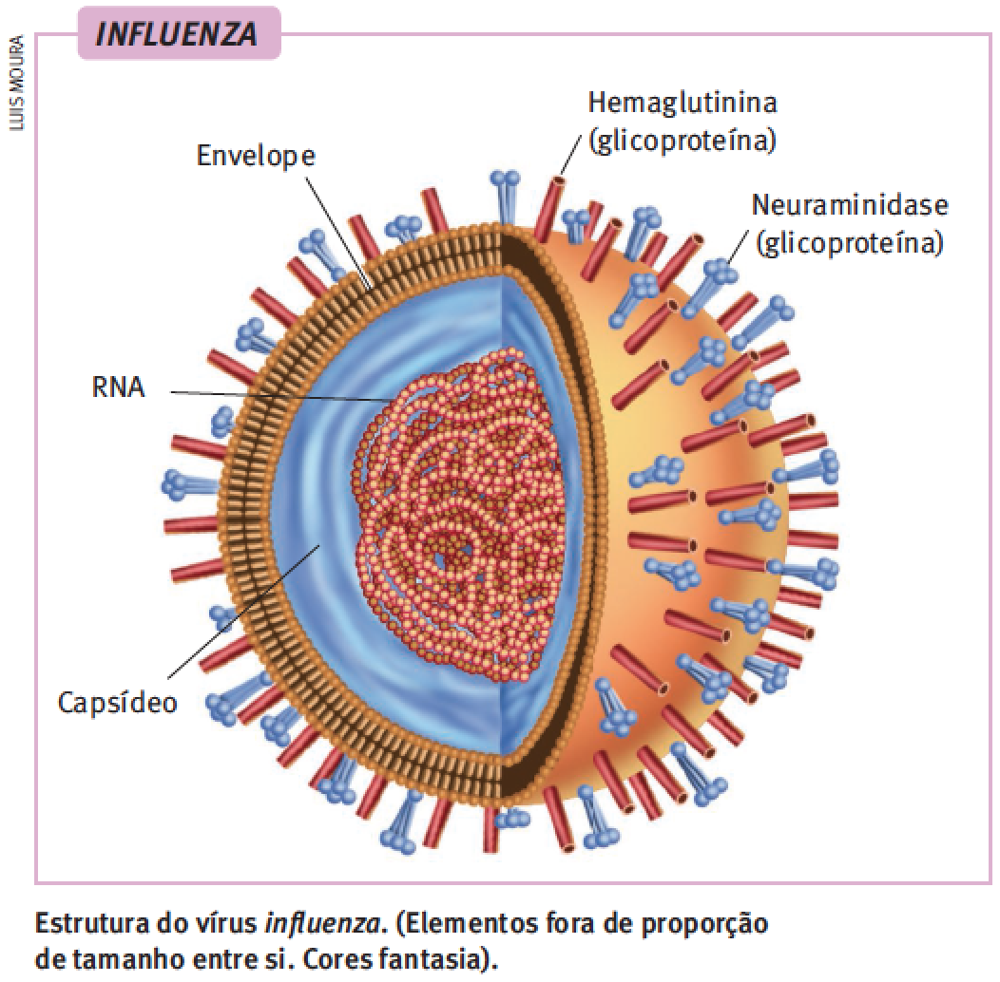 INFLUENZA
LUIS MOURA
Hemaglutinina
(glicoproteína)
Envelope
Neuraminidase
(glicoproteína)
RNA
Capsídeo
Estrutura do vírus influenza. (Elementos fora de proporção
de tamanho entre si. Cores fantasia).